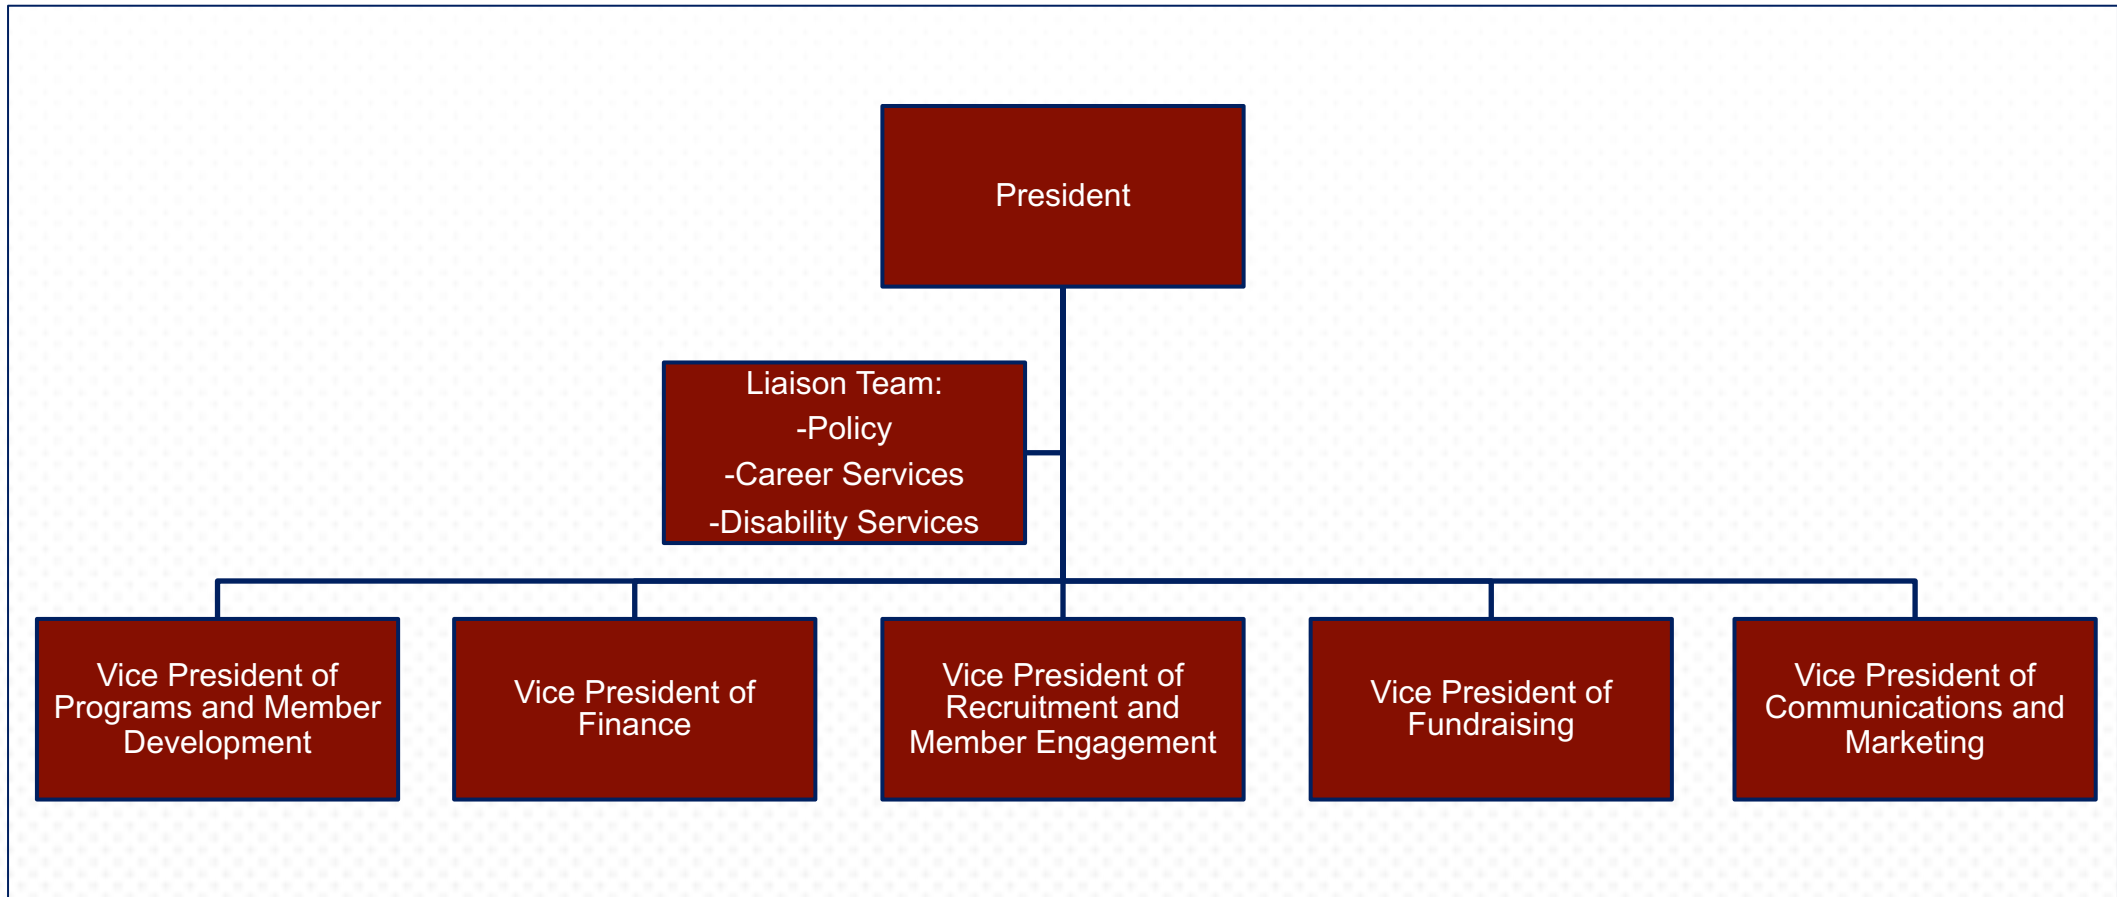 President
Liaison Team:
-Policy
-Career Services
-Disability Services
Vice President of
Programs and Member
Development
Vice President of
Finance
Vice President of
Recruitment and
Member Engagement
Vice President of
Fundraising
Vice President of
Communications and
Marketing